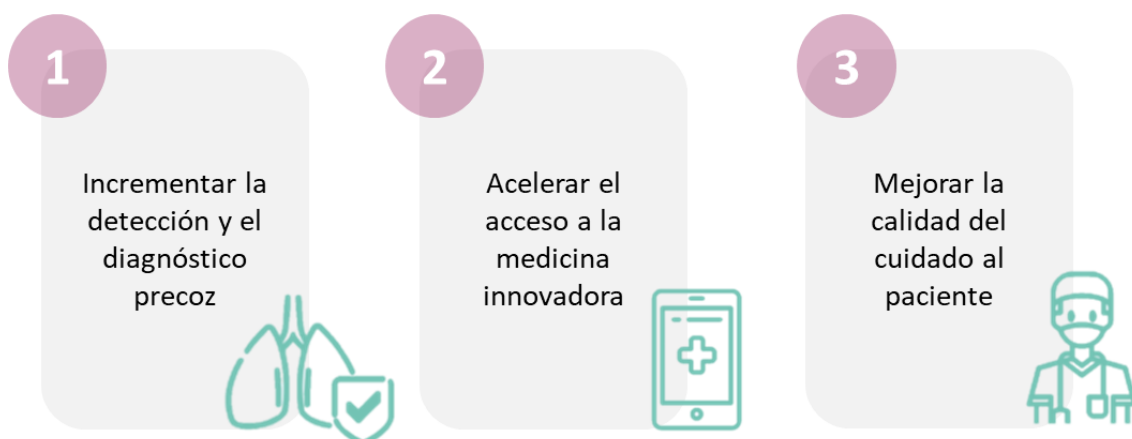 1
Incrementar la
detección y el
diagnóstico
precoz
2
Acelerar el
acceso a la
medicina
innovadora
3
Mejorar la
calidad del
cuidado al
paciente